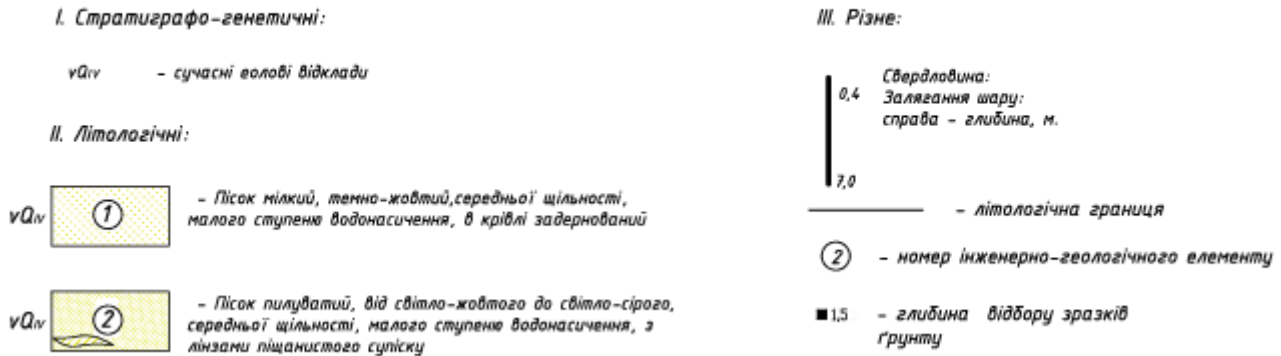 I. Стратиграфо-генетичні:
vQIV - сучасні еолові відклади
II. Літологічні:
vQIV 1 - Пісок мілкий, темно-жовтий,середньої щільності,
малого ступеню водонасичення, в крівлі задернований
vQIV 2 - Пісок пилуватий, від світло-жовтого до світло-сірого,
середньої щільності, малого ступеню водонасичення, з
лінзами піщанистого супіску
III. Різне:
0,4
7,0
Свердловина:
Залягання шару:
справа - глибина, м.
- літологічна границя
2 - номер інженерно-геологічного елементу
1,5 - глибина відбору зразків
ґрунту